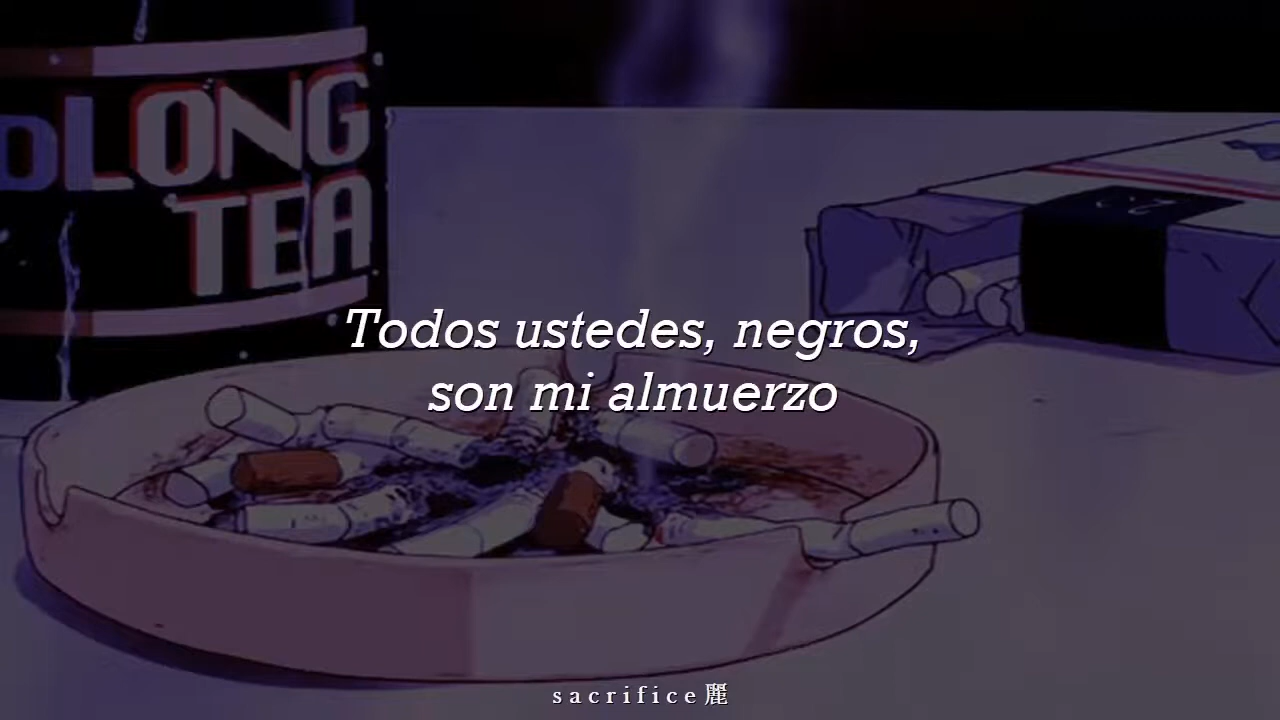 OLONG
TEA
Todos ustedes, negros,
son mi almuerzo
sacrifice麗